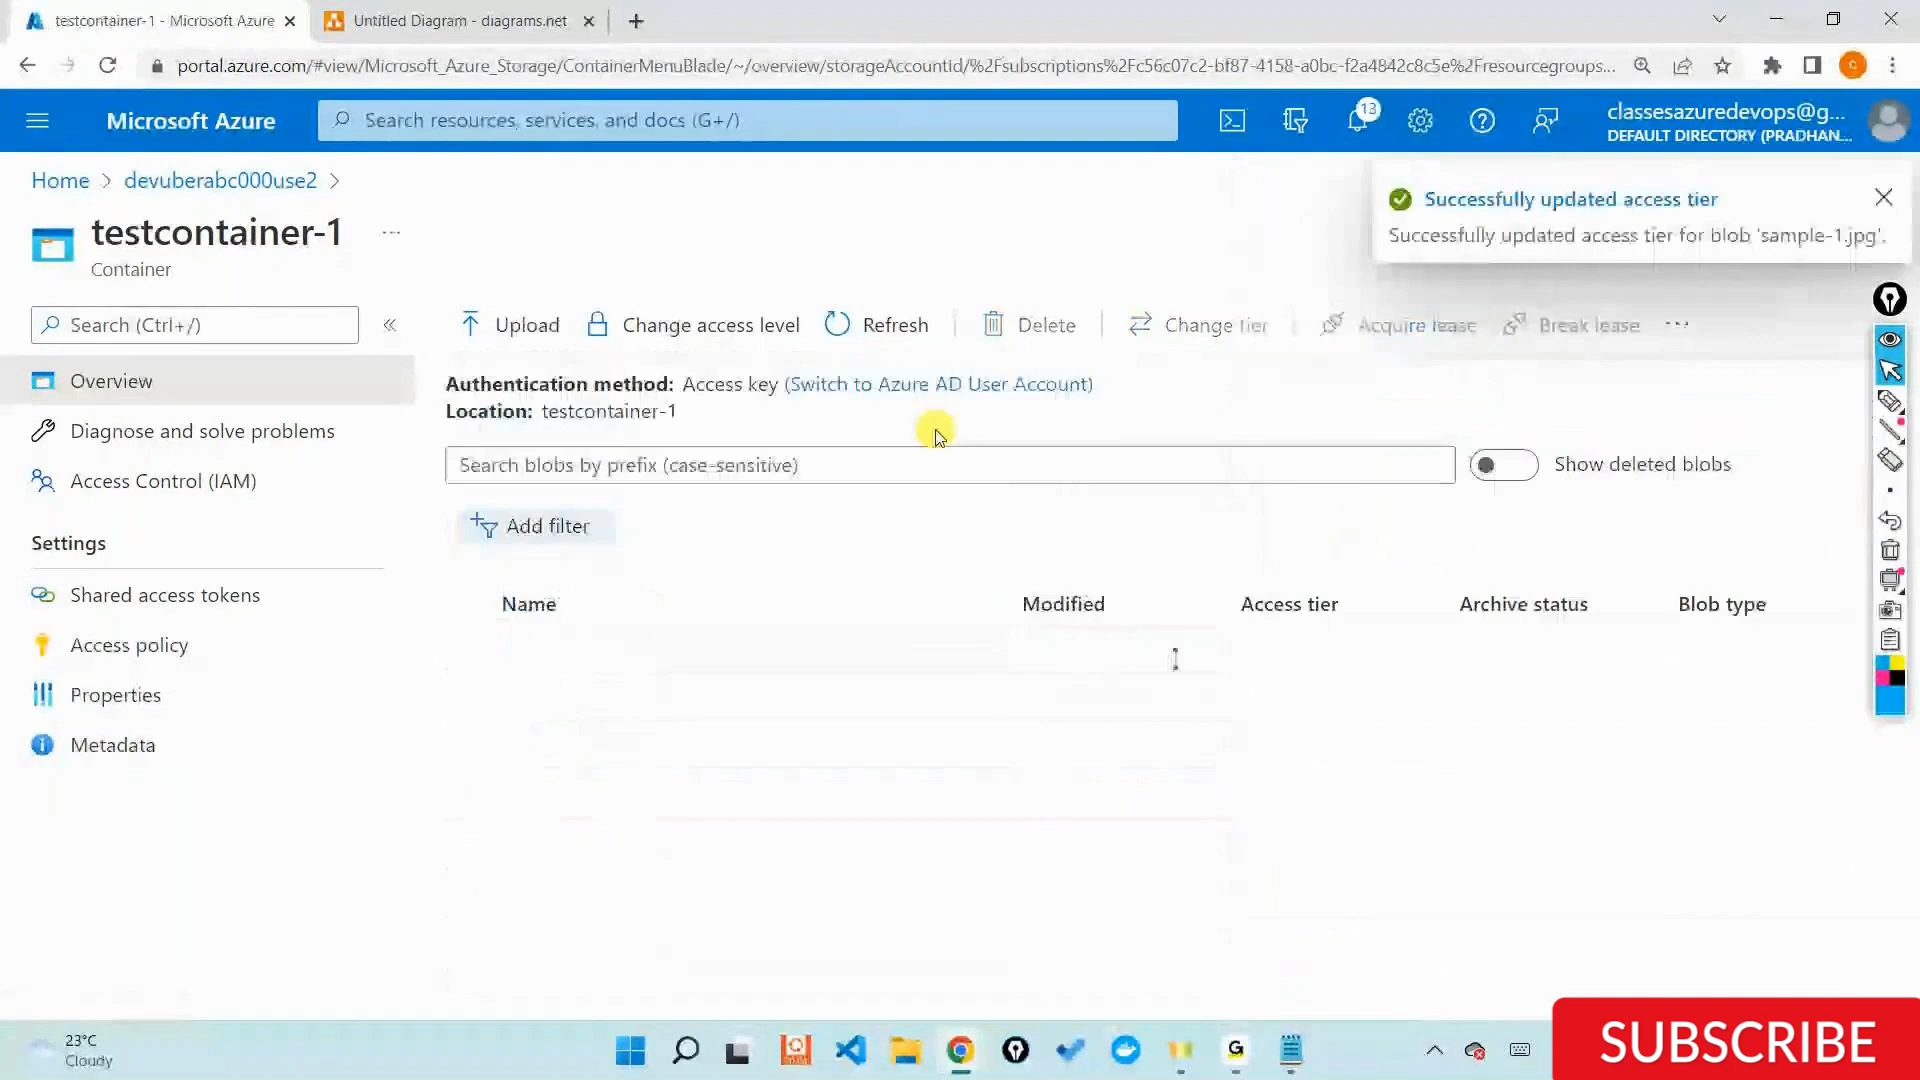 testcontainer-1 - Microsoft Azure
Untitled Diagram - diagrams.net
portal.azure.com/#view/Microsoft_Azure_Storage/ContainerMenuBlade/~/overview/storageAccountId/%2Fsubscriptions%2Fc56c07c2-bf87-4158-a0bc-f2a4842c8c5e%2Fresourcegroups...
C
Microsoft Azure
Search resources, services, and docs (G+/)
13
classesazuredevops@g...
DEFAULT DIRECTORY (PRADHAN...
Home > devuberabc000use2 >
Successfully updated access tier
Successfully updated access tier for blob 'sample-1.jpg'.
testcontainer-1 ...
Container
Search (Ctrl+/)
Upload
Change access level
Refresh
Delete
Change tier
Acquire lease
Break lease
...
Overview
Diagnose and solve problems
Access Control (IAM)
Settings
Shared access tokens
Access policy
Properties
Metadata
Authentication method: Access key (Switch to Azure AD User Account)
Location: testcontainer-1
Search blobs by prefix (case-sensitive)
Show deleted blobs
Add filter
Name
Modified
Access tier
Archive status
Blob type
23°C
Cloudy
G
SUBSCRIBE